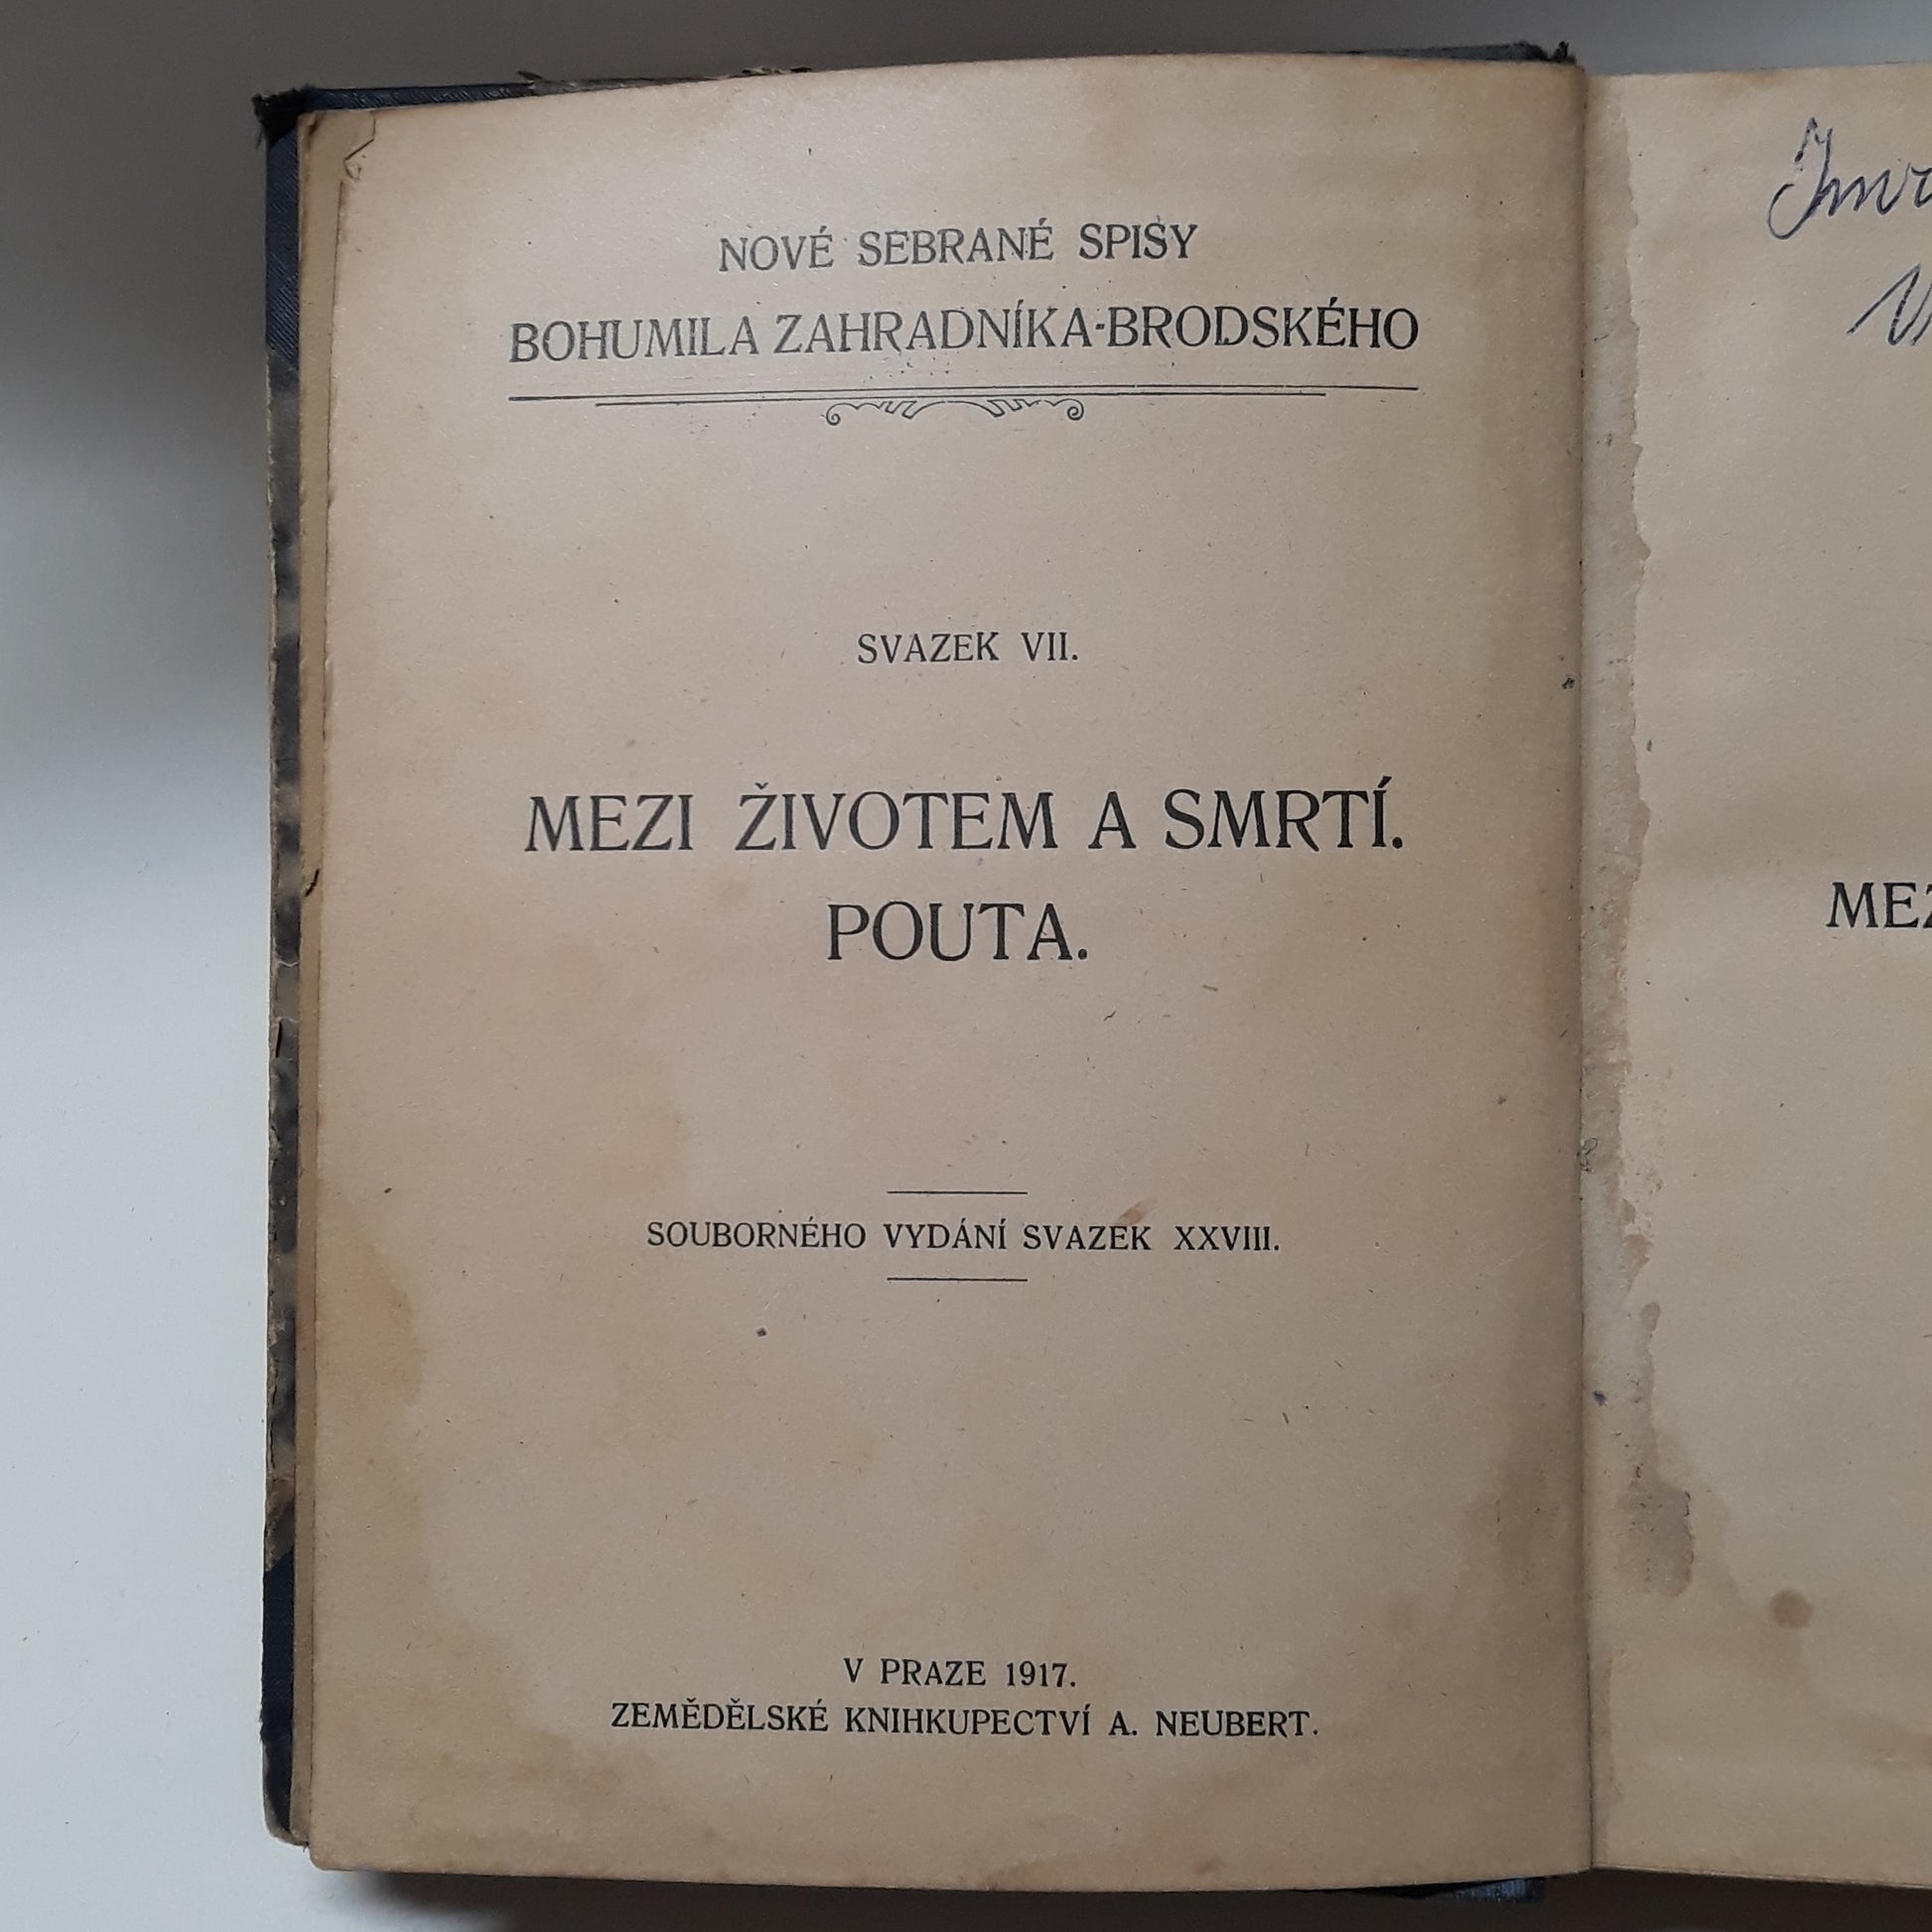 NOVÉ SEBRANÉ SPISY
BOHUMILA ZAHRADNÍKA-BRODSKÉHO
SVAZEK VII.
MEZI ŽIVOTEM A SMRTÍ.
POUTA.
SOUBORNÉHO VYDÁNÍ SVAZEK XXVIII.
V PRAZE 1917.
ZEMĚDĚLSKÉ KNIHKUPECTVÍ A. NEUBERT.